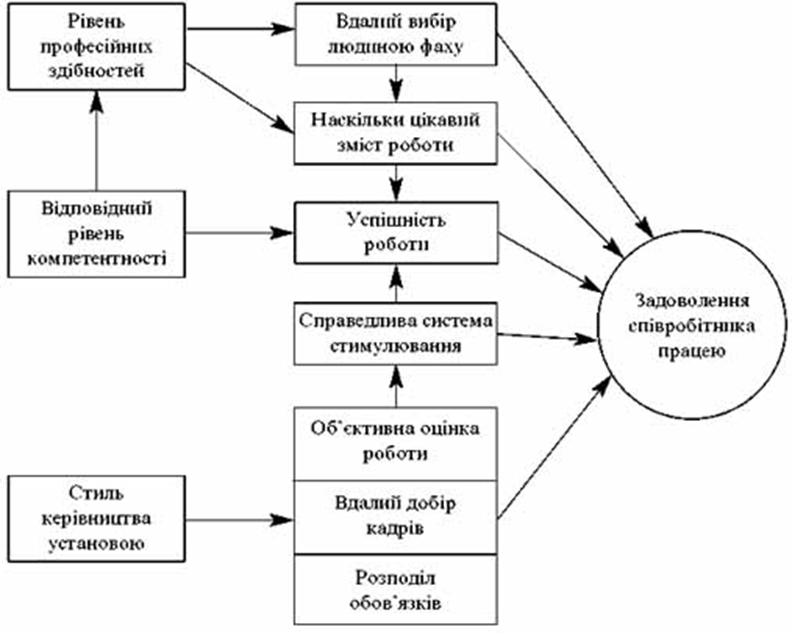 Рівень
професійних
здібностей
Вдалий вибір
людиною фаху
Наскільки цікавий
зміст роботи
Відповідний
рівень
компетентності
Успішність
роботи
Задоволення
співробітника
працею
Справедлива система
стимулювання
Об'єктивна оцінка
роботи
Стиль
керівництва
установою
Вдалий добір
кадрів
Розподіл
обов'язків